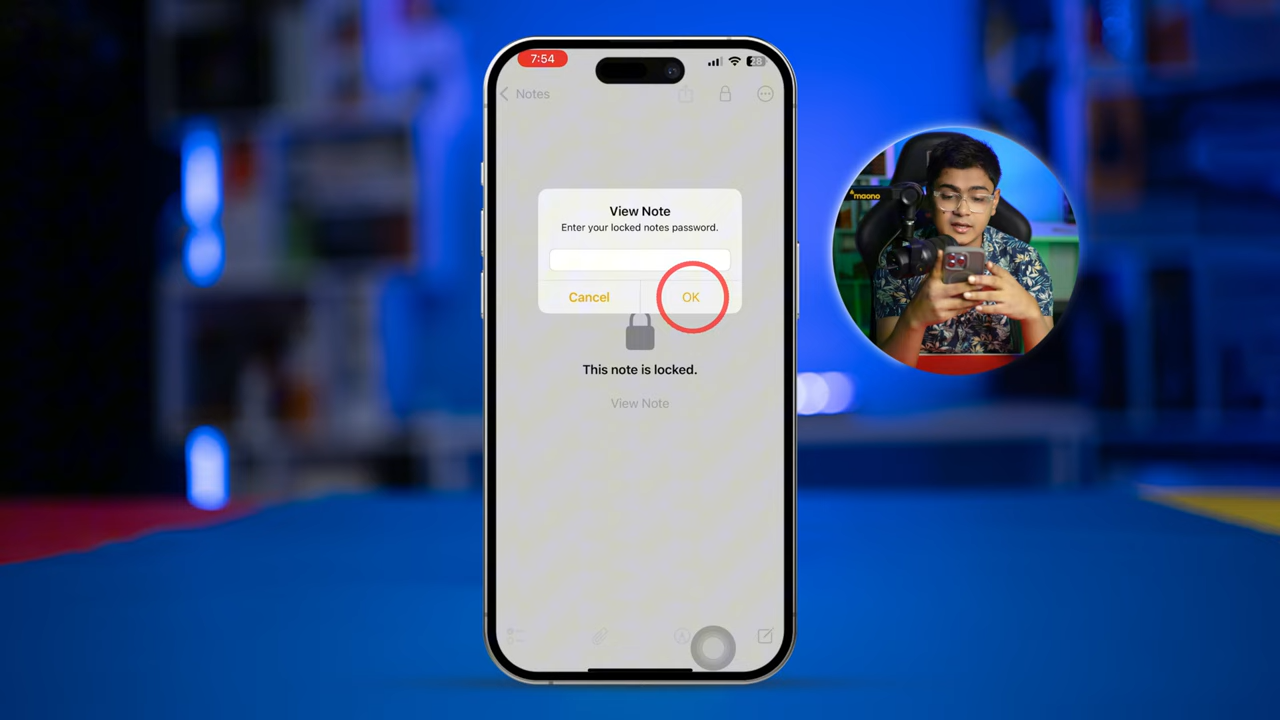 7:54
28
Notes
View Note
Enter your locked notes password.
Cancel
OK
This note is locked.
View Note
maono